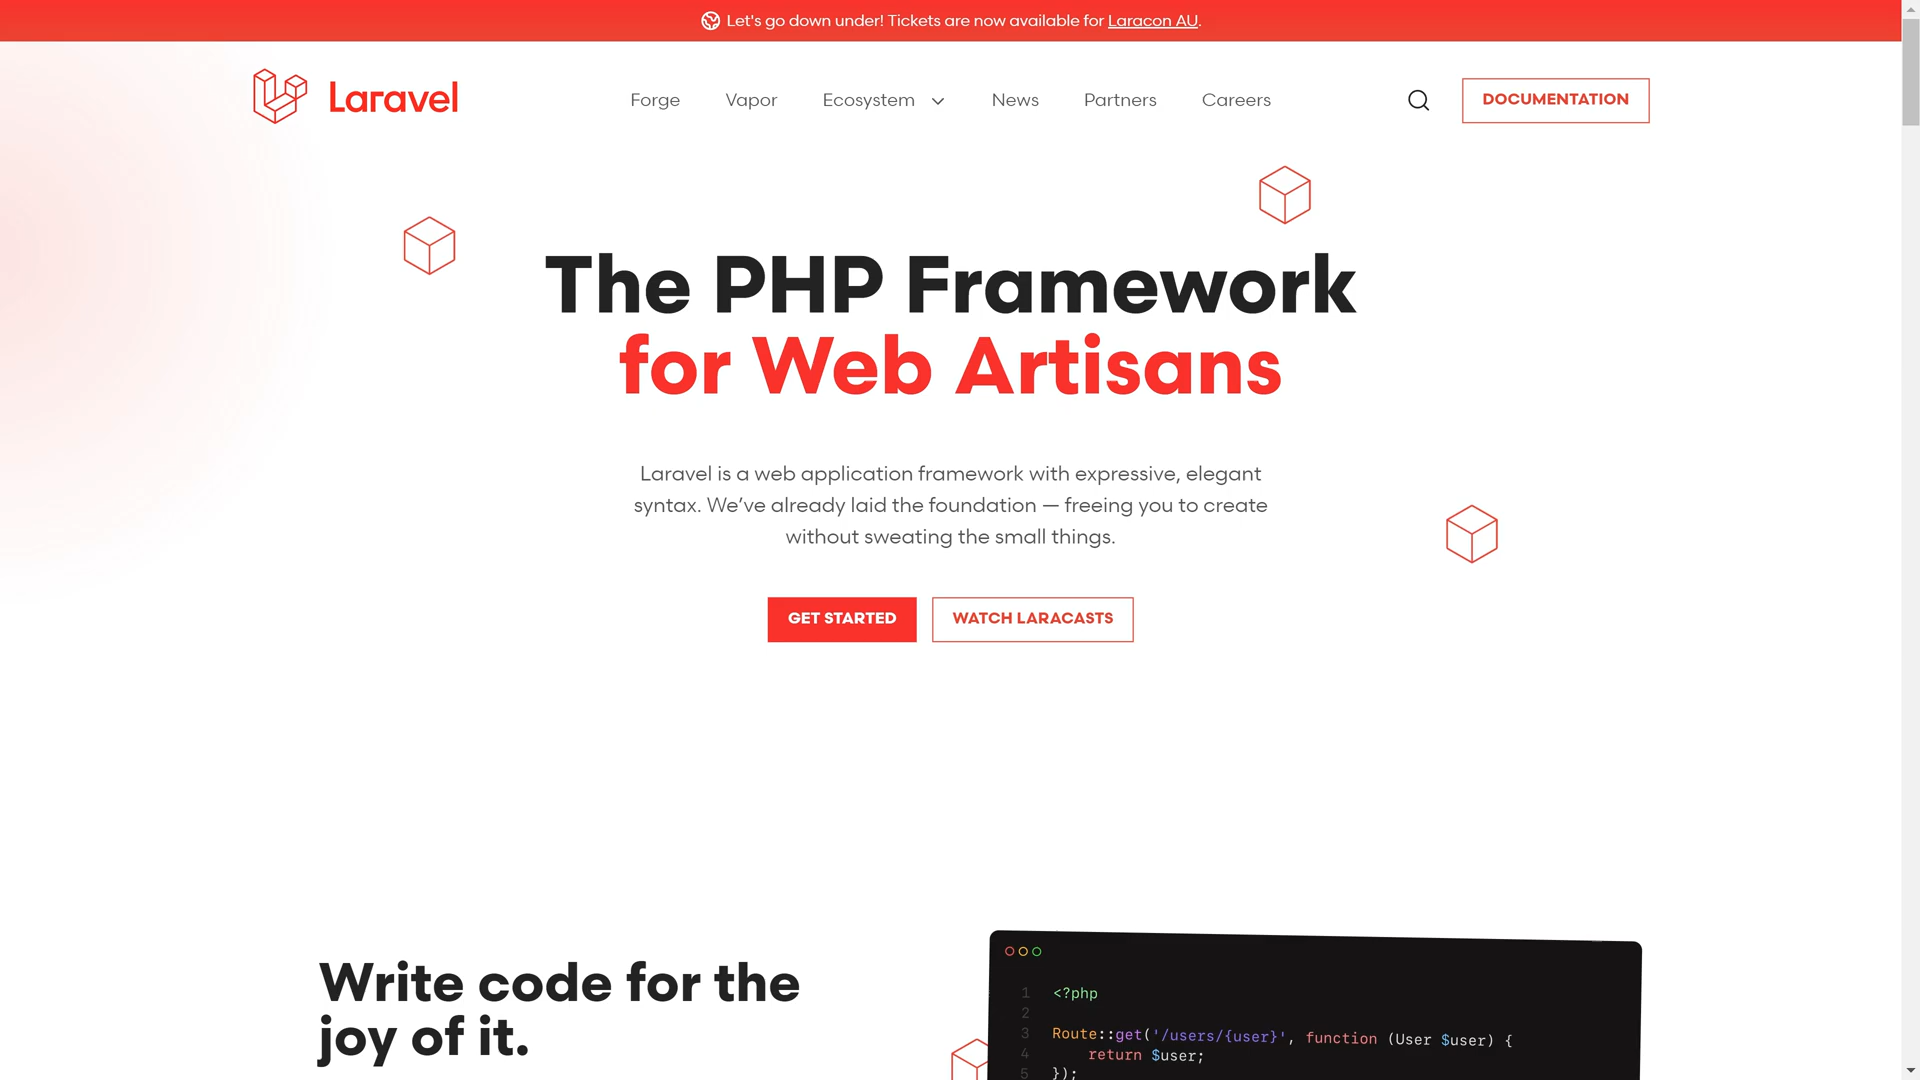 Let's go down under! Tickets are now available for Laracon AU.
Laravel
Forge
Vapor
Ecosystem
News
Partners
Careers
DOCUMENTATION
The PHP Framework
for Web Artisans
Laravel is a web application framework with expressive, elegant
syntax. We’ve already laid the foundation — freeing you to create
without sweating the small things.
GET STARTED
WATCH LARACASTS
Write code for the
joy of it.
1 <?php
2
3 Route::get('/users/{user}', function (User $user) {
4 return $user;
5 });